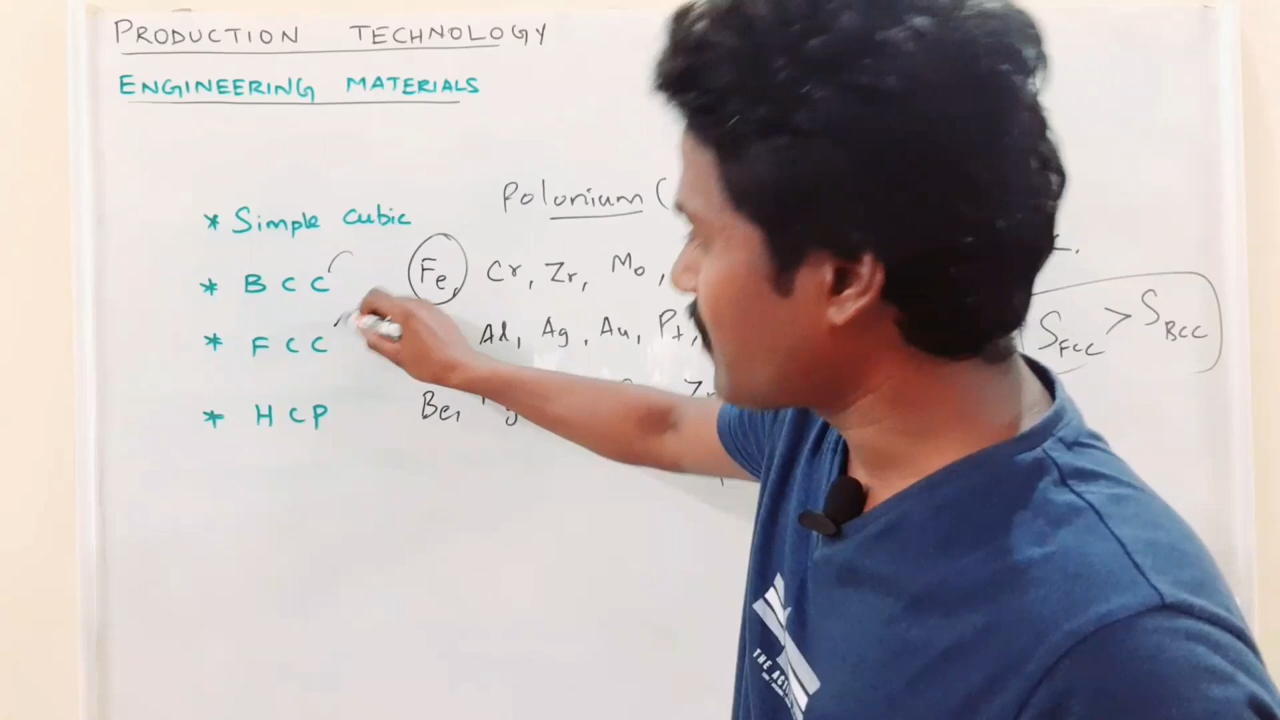 PRODUCTION TECHNOLOGY
ENGINEERING MATERIALS
* Simple cubic Polonium (
* BCC Fe, Cr, Zr, Mo,
* FCC Al, Ag, Au, Pt,
* HCP Be,
S_FCC > S_BCC
THE